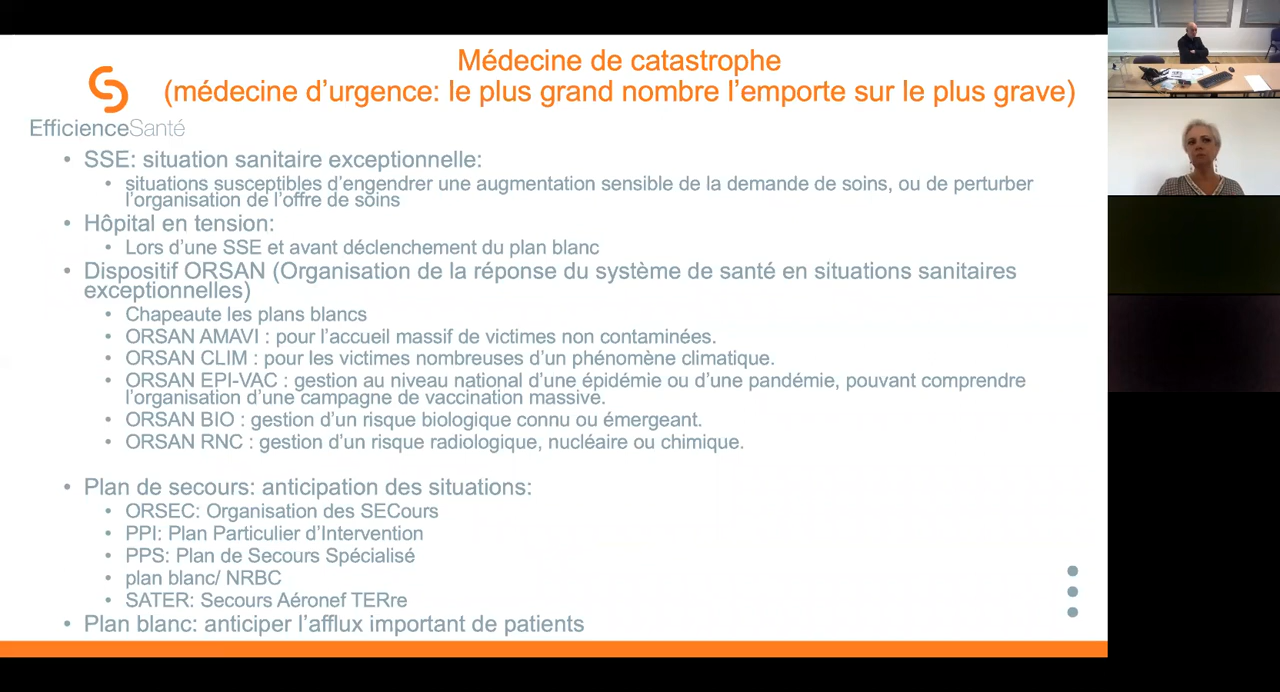 Médecine de catastrophe
(médecine d'urgence: le plus grand nombre l'emporte sur le plus grave)
EfficienceSanté
• SSE: situation sanitaire exceptionnelle:
• situations susceptibles d'engendrer une augmentation sensible de la demande de soins, ou de perturber
l'organisation de l'offre de soins
• Hôpital en tension:
• Lors d'une SSE et avant déclenchement du plan blanc
• Dispositif ORSAN (Organisation de la réponse du système de santé en situations sanitaires
exceptionnelles)
• Chapeaute les plans blancs
• ORSAN AMAVI : pour l'accueil massif de victimes non contaminées.
• ORSAN CLIM : pour les victimes nombreuses d'un phénomène climatique.
• ORSAN EPI-VAC : gestion au niveau national d'une épidémie ou d'une pandémie, pouvant comprendre
l'organisation d'une campagne de vaccination massive.
• ORSAN BIO : gestion d'un risque biologique connu ou émergeant.
• ORSAN RNC : gestion d'un risque radiologique, nucléaire ou chimique.
• Plan de secours: anticipation des situations:
• ORSEC: Organisation des SECours
• PPI: Plan Particulier d'Intervention
• PPS: Plan de Secours Spécialisé
• plan blanc/ NRBC
• SATER: Secours Aéronef TERre
• Plan blanc: anticiper l'afflux important de patients